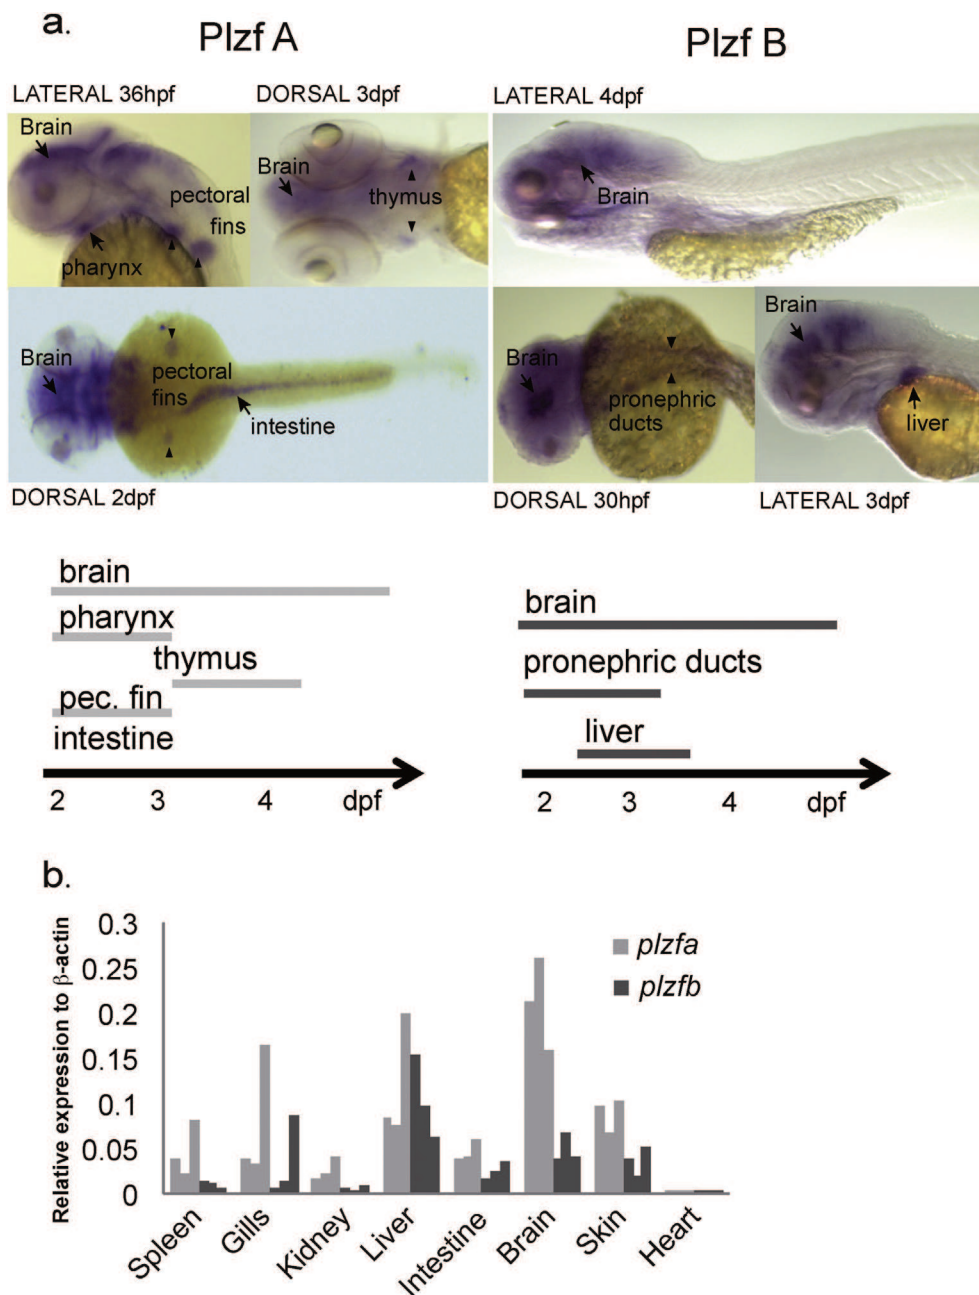 a.
Plzf A
Plzf B
LATERAL 36hpf
DORSAL 3dpf
LATERAL 4dpf
Brain
pectoral
fins
pharynx
Brain
thymus
Brain
Brain
pectoral
fins
intestine
Brain
pronephric
ducts
Brain
liver
DORSAL 2dpf
DORSAL 30hpf
LATERAL 3dpf
brain
pharynx
thymus
pec. fin
intestine
2 3 4 dpf
brain
pronephric ducts
liver
2 3 4 dpf
b.
Relative expression to β-actin
0.3
0.25
0.2
0.15
0.1
0.05
0
plzfa
plzfb
Spleen
Gills
Kidney
Liver
Intestine
Brain
Skin
Heart